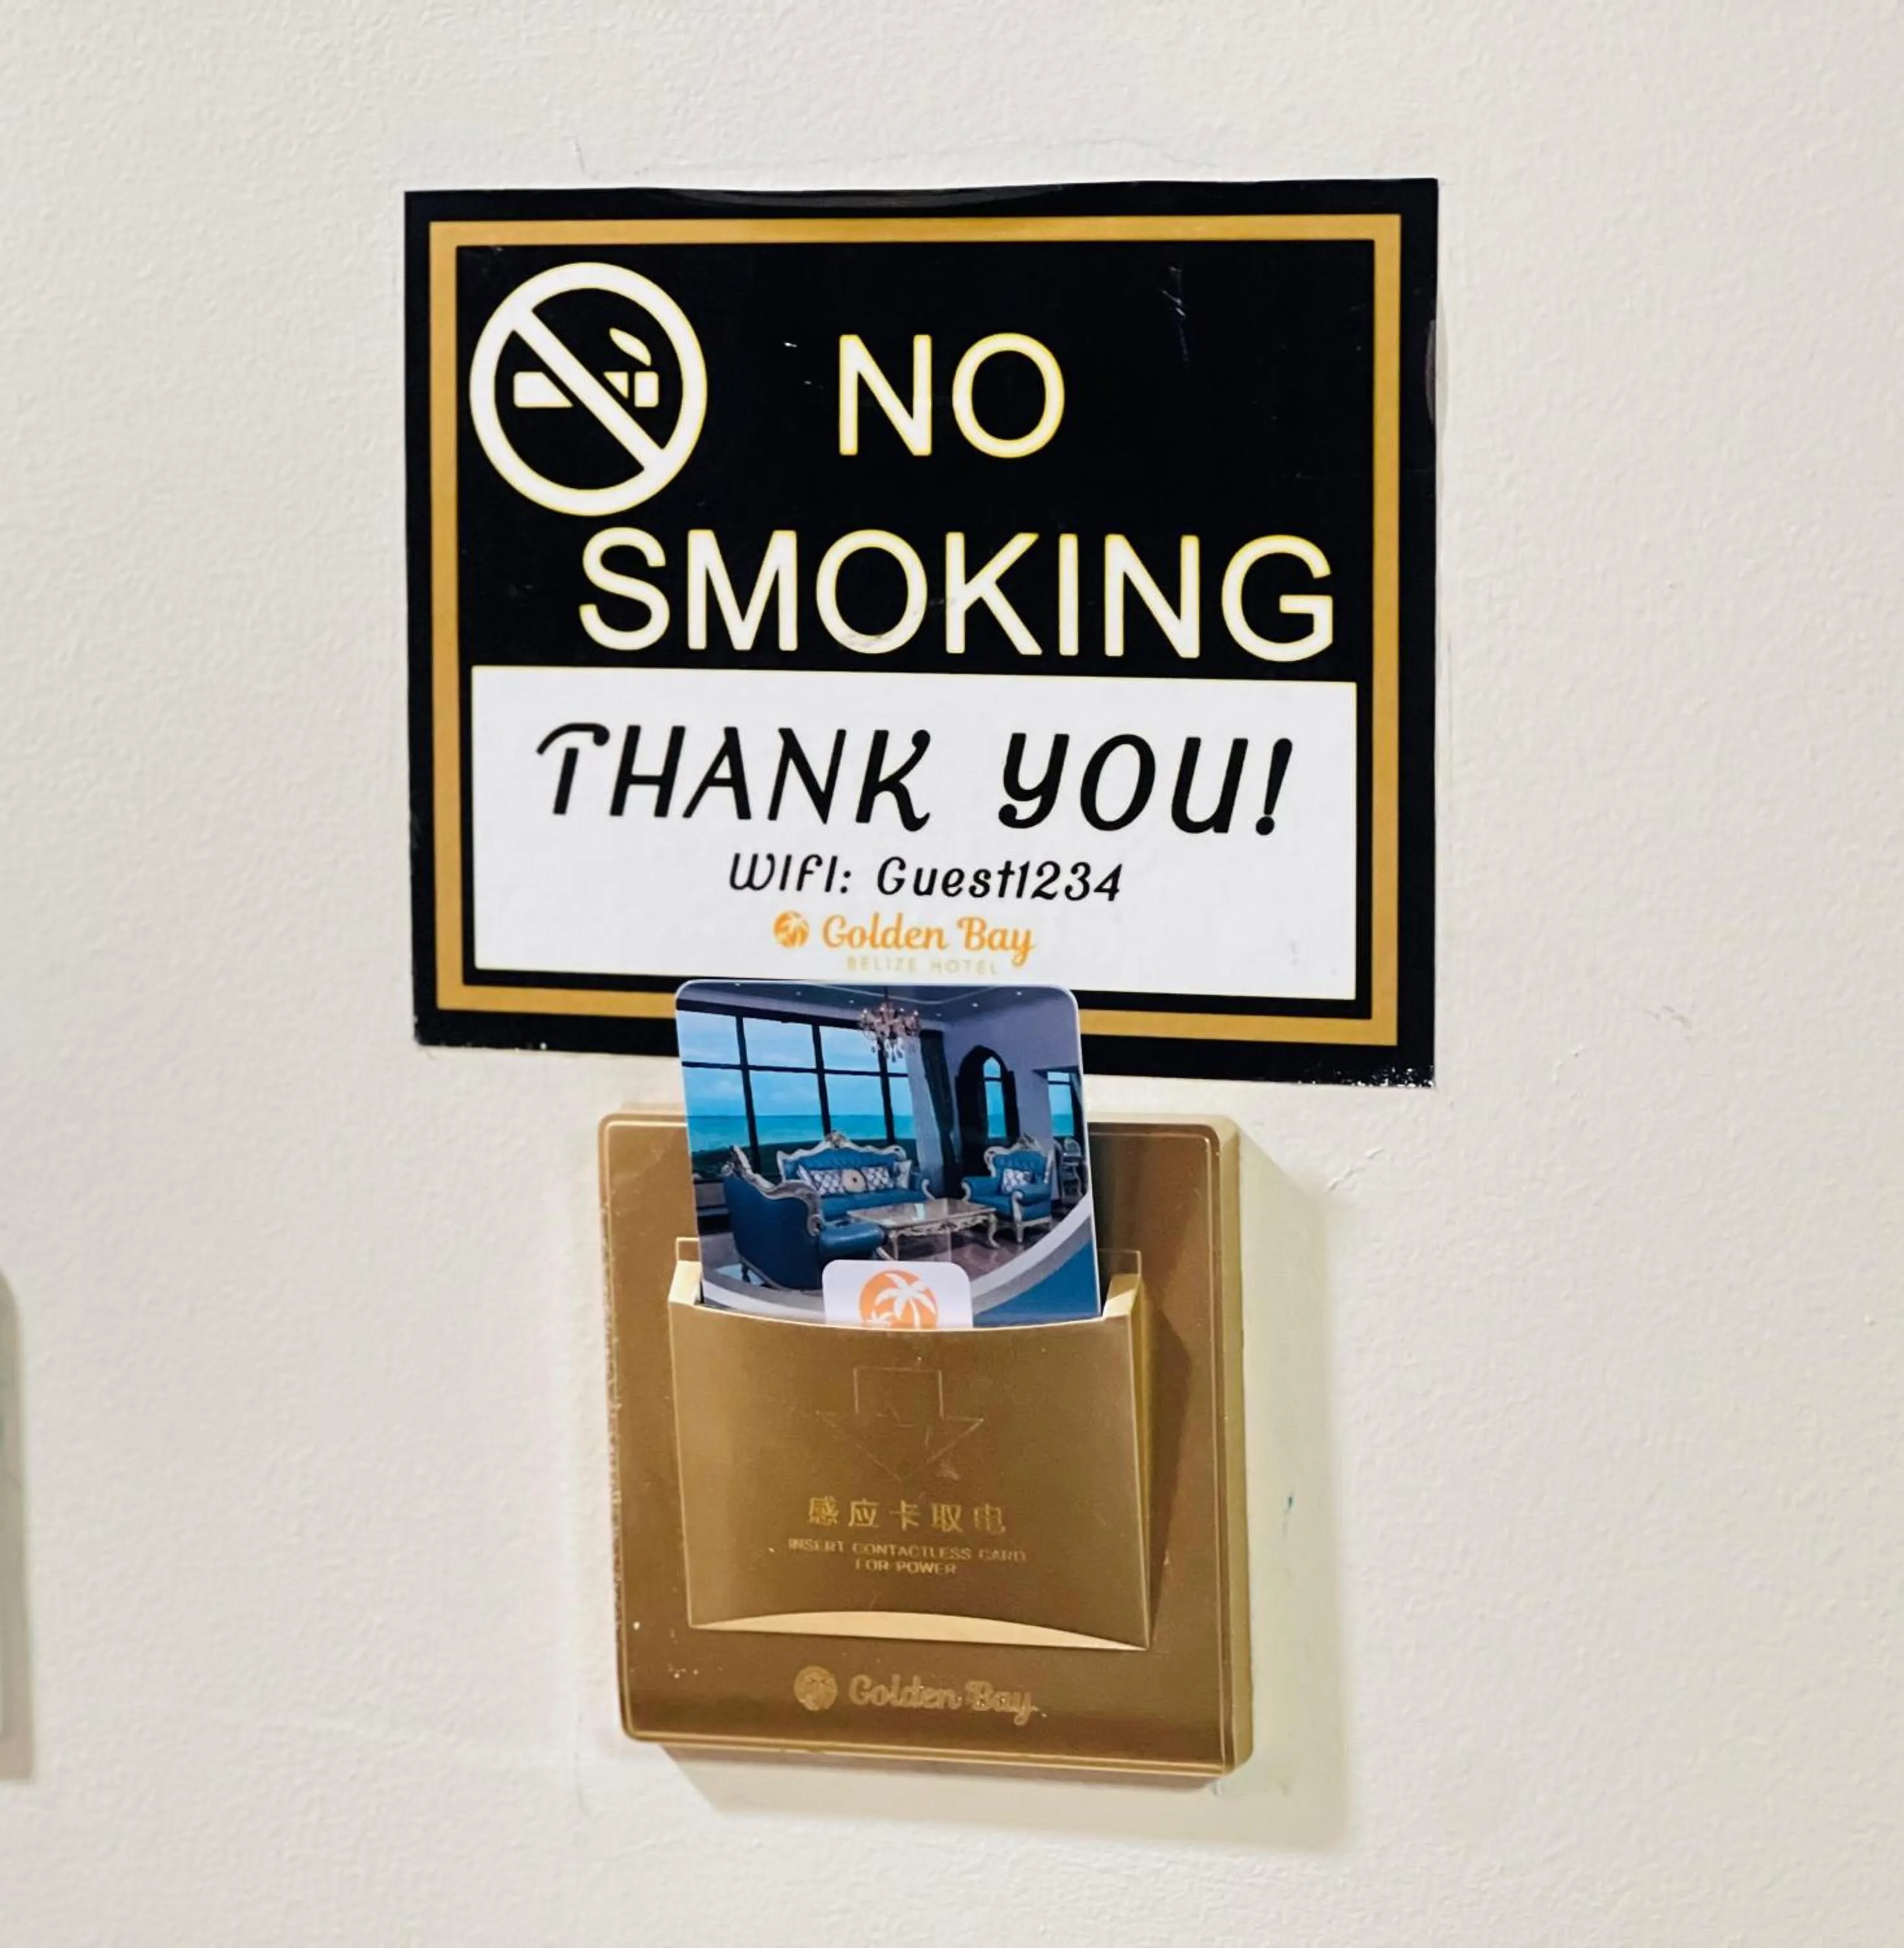 NO
SMOKING
THANK YOU!
WIFI: Guest1234
Golden Bay
BELIZE HOTEL
感应卡取电
INSERT CONTACTLESS CARD
FOR POWER
Golden Bay